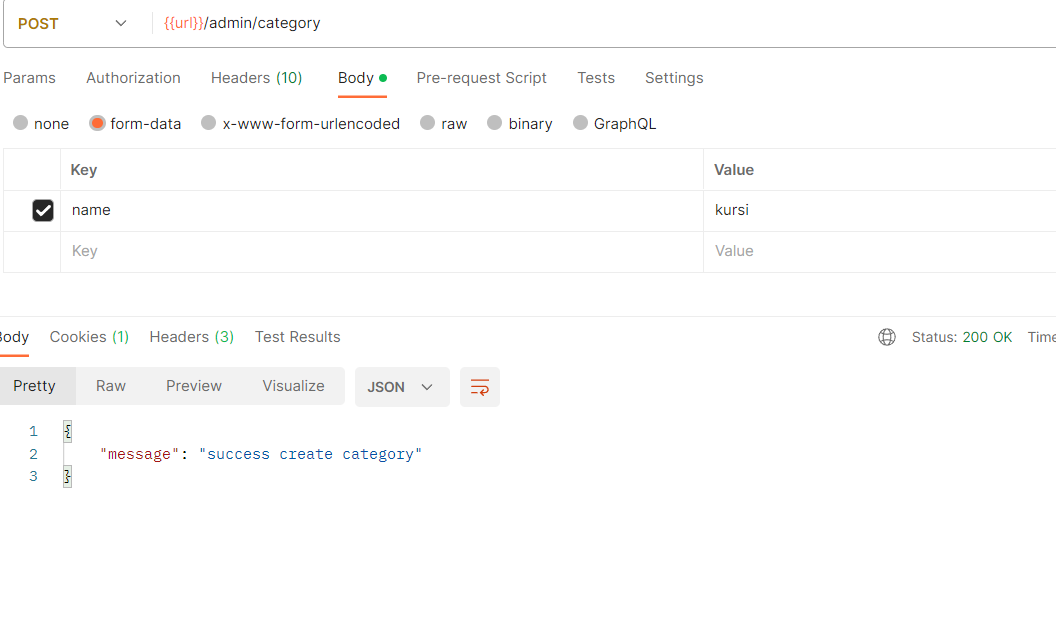 POST {{url}}/admin/category
Params Authorization Headers (10) Body Pre-request Script Tests Settings
none form-data x-www-form-urlencoded raw binary GraphQL
Key Value
name kursi
Key Value
Body Cookies (1) Headers (3) Test Results Status: 200 OK Time
Pretty Raw Preview Visualize JSON
1 {
2 "message": "success create category"
3 }